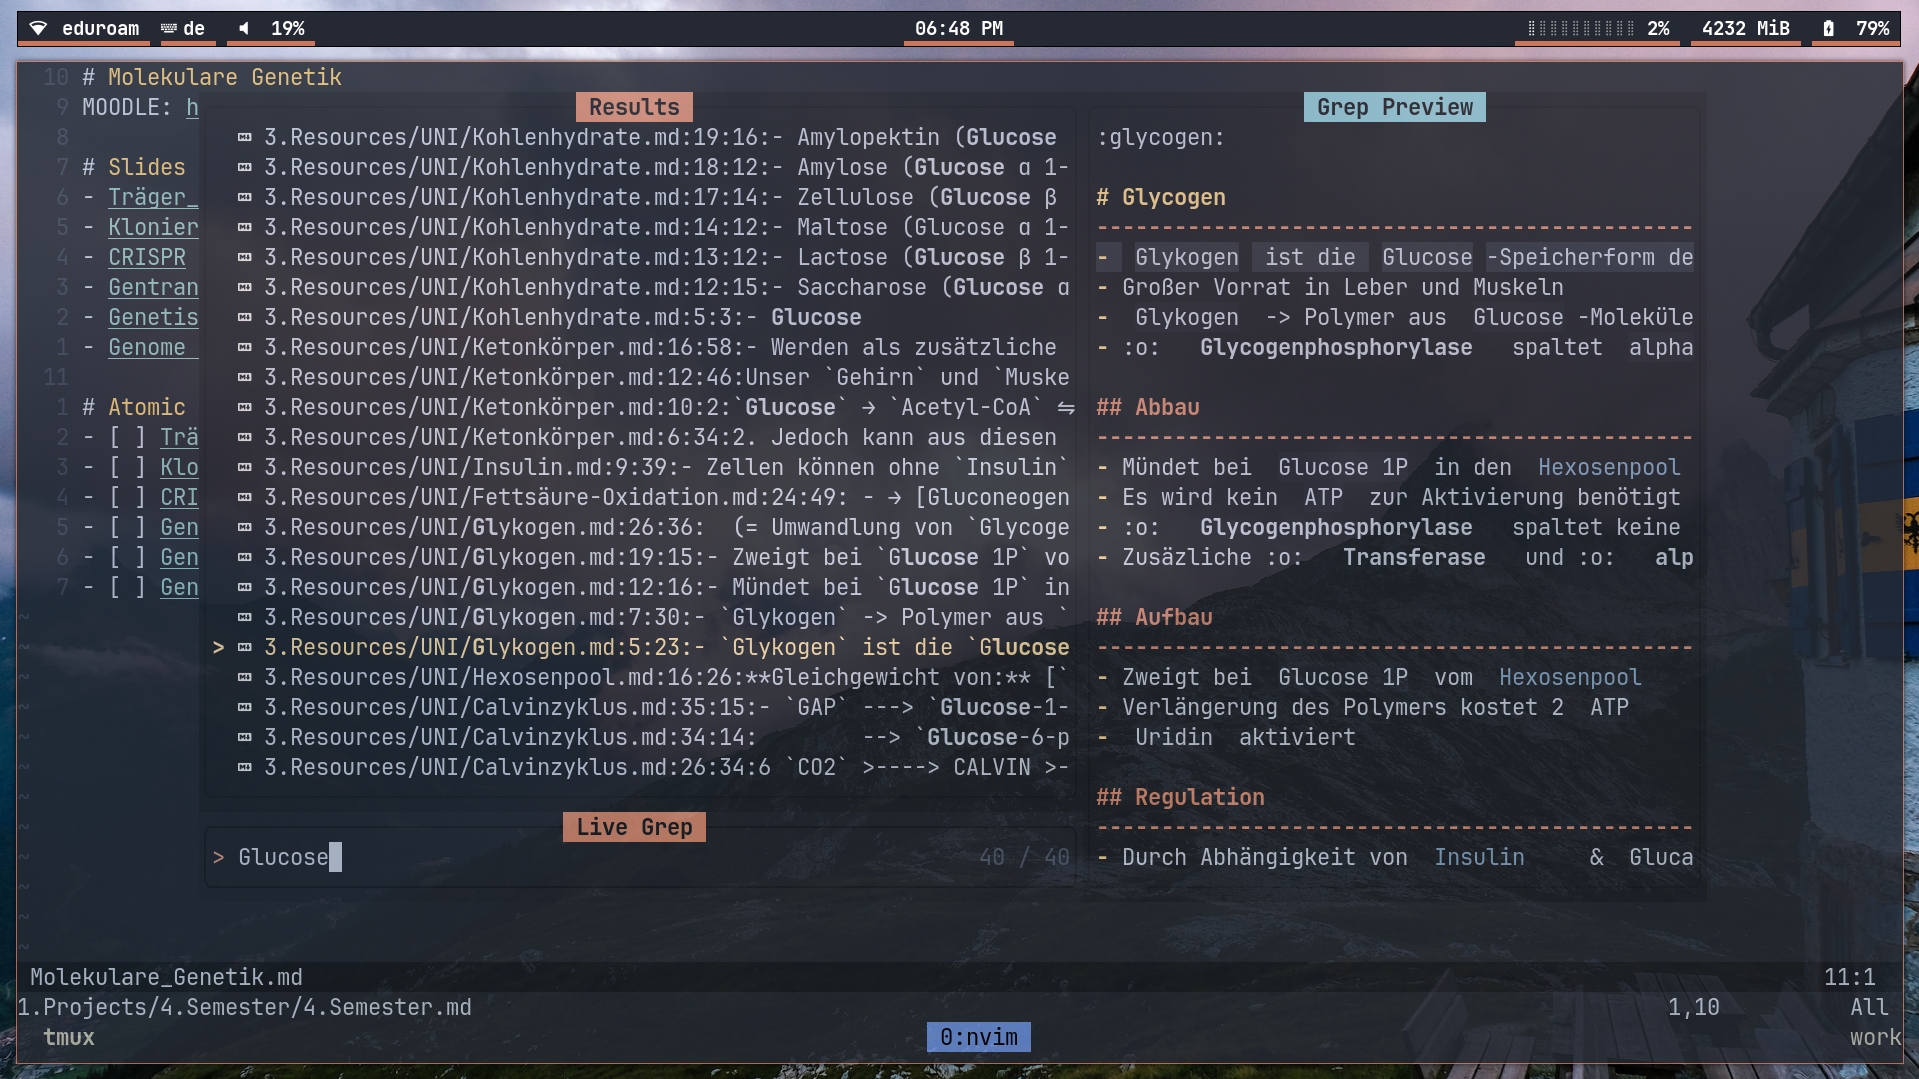 eduroam de 19% 06:48 PM 2% 4232 MiB 79%
10 # Molekulare Genetik
9 MOODLE: h
8
7 # Slides
6 - Träger_
5 - Klonier
4 - CRISPR
3 - Gentran
2 - Genetis
1 - Genome
11
1 # Atomic
2 - [ ] Trä
3 - [ ] Klo
4 - [ ] CRI
5 - [ ] Gen
6 - [ ] Gen
7 - [ ] Gen
Results
3.Resources/UNI/Kohlenhydrate.md:19:16:- Amylopektin (Glucose
3.Resources/UNI/Kohlenhydrate.md:18:12:- Amylose (Glucose α 1-
3.Resources/UNI/Kohlenhydrate.md:17:14:- Zellulose (Glucose β
3.Resources/UNI/Kohlenhydrate.md:14:12:- Maltose (Glucose α 1-
3.Resources/UNI/Kohlenhydrate.md:13:12:- Lactose (Glucose β 1-
3.Resources/UNI/Kohlenhydrate.md:12:15:- Saccharose (Glucose α
3.Resources/UNI/Kohlenhydrate.md:5:3:- Glucose
3.Resources/UNI/Ketonkörper.md:16:58:- Werden als zusätzliche
3.Resources/UNI/Ketonkörper.md:12:46:Unser `Gehirn` und `Muske
3.Resources/UNI/Ketonkörper.md:10:2:`Glucose` → `Acetyl-CoA` ⇋
3.Resources/UNI/Ketonkörper.md:6:34:2. Jedoch kann aus diesen
3.Resources/UNI/Insulin.md:9:39:- Zellen können ohne `Insulin`
3.Resources/UNI/Fettsäure-Oxidation.md:24:49: - → [Gluconeogen
3.Resources/UNI/Glykogen.md:26:36:  (= Umwandlung von `Glycoge
3.Resources/UNI/Glykogen.md:19:15:- Zweigt bei `Glucose 1P` vo
3.Resources/UNI/Glykogen.md:12:16:- Mündet bei `Glucose 1P` in
3.Resources/UNI/Glykogen.md:7:30:- `Glykogen` -> Polymer aus `
> 3.Resources/UNI/Glykogen.md:5:23:- `Glykogen` ist die `Glucose
3.Resources/UNI/Hexosenpool.md:16:26:**Gleichgewicht von:** [`
3.Resources/UNI/Calvinzyklus.md:35:15:- `GAP` ---> `Glucose-1-
3.Resources/UNI/Calvinzyklus.md:34:14:        --> `Glucose-6-p
3.Resources/UNI/Calvinzyklus.md:26:34:6 `CO2` >----> CALVIN >-
Live Grep
> Glucose 40 / 40
Grep Preview
:glycogen:
# Glycogen
----------------------------------------------
- Glykogen ist die Glucose -Speicherform de
- Großer Vorrat in Leber und Muskeln
- Glykogen -> Polymer aus Glucose -Moleküle
- :o: Glycogenphosphorylase spaltet alpha
## Abbau
----------------------------------------------
- Mündet bei Glucose 1P in den Hexosenpool
- Es wird kein ATP zur Aktivierung benötigt
- :o: Glycogenphosphorylase spaltet keine
- Zusäzliche :o: Transferase und :o: alp
## Aufbau
----------------------------------------------
- Zweigt bei Glucose 1P vom Hexosenpool
- Verlängerung des Polymers kostet 2 ATP
- Uridin aktiviert
## Regulation
----------------------------------------------
- Durch Abhängigkeit von Insulin & Gluca
Molekulare_Genetik.md 11:1
1.Projects/4.Semester/4.Semester.md 1,10 All
tmux 0:nvim work